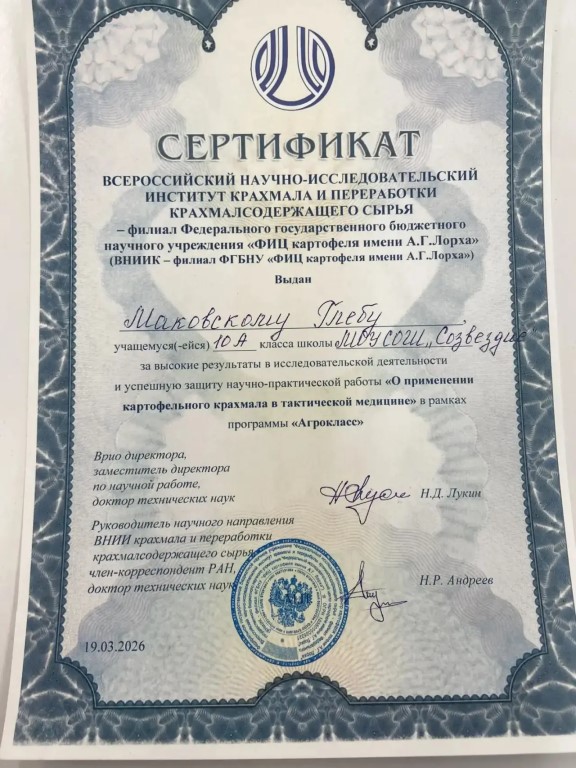 СЕРТИФИКАТ
ВСЕРОССИЙСКИЙ НАУЧНО-ИССЛЕДОВАТЕЛЬСКИЙ
ИНСТИТУТ КРАХМАЛА И ПЕРЕРАБОТКИ
КРАХМАЛСОДЕРЖАЩЕГО СЫРЬЯ
– филиал Федерального государственного бюджетного
научного учреждения «ФИЦ картофеля имени А.Г.Лорха»
(ВНИИК – филиал ФГБНУ «ФИЦ картофеля имени А.Г.Лорха»)
Выдан
Маковскому Глебу,
учащемуся(-ейся) 10 А класса школы МОУ СОШ „Созвездие"
за высокие результаты в исследовательской деятельности
и успешную защиту научно-практической работы «О применении
картофельного крахмала в тактической медицине» в рамках
программы «Агрокласс»
Врио директора,
заместитель директора
по научной работе,
доктор технических наук
Н.Д. Лукин
Руководитель научного направления
ВНИИ крахмала и переработки
крахмалсодержащего сырья,
член-корреспондент РАН,
доктор технических наук
Н.Р. Андреев
19.03.2026